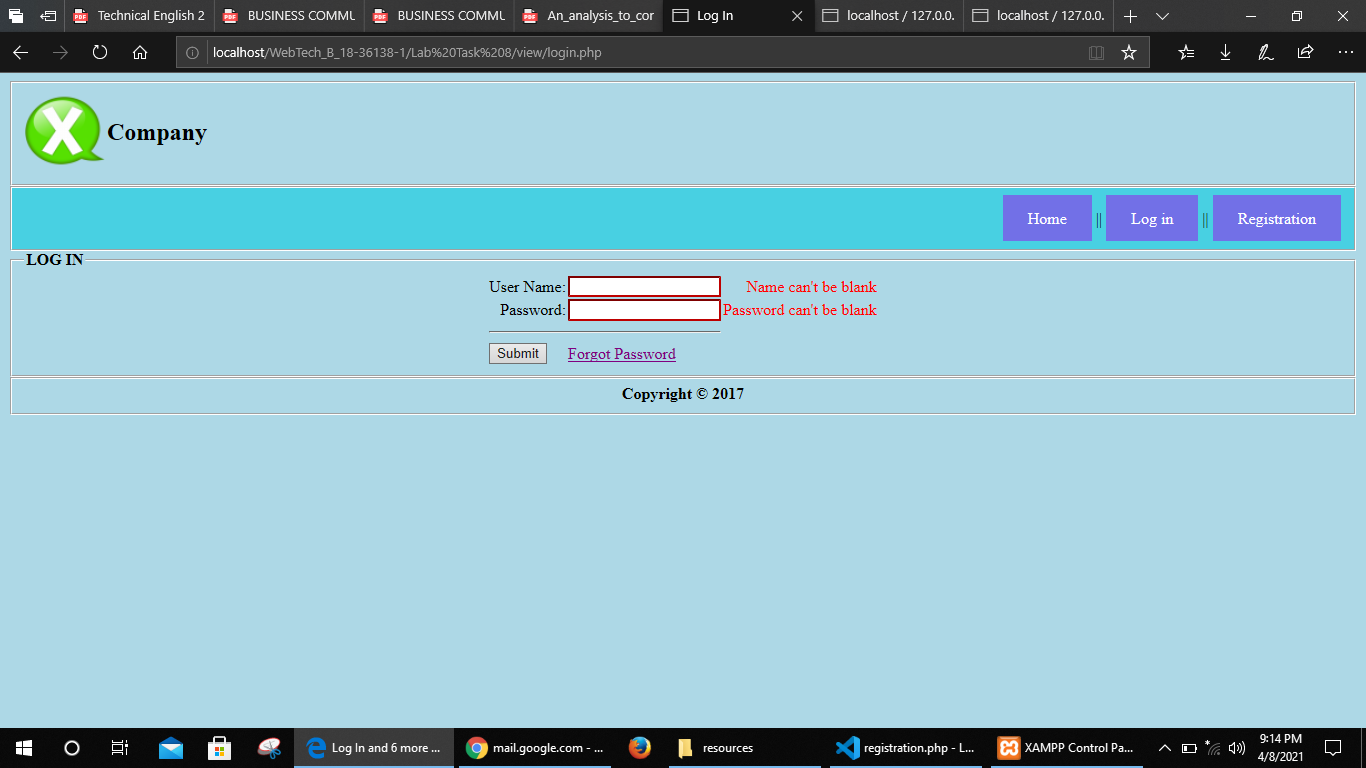 Technical English 2
BUSINESS COMMU
BUSINESS COMMU
An_analysis_to_cor
Log In
localhost / 127.0.0.
localhost / 127.0.0.
localhost/WebTech_B_18-36138-1/Lab%20Task%208/view/login.php
X Company
Home || Log in || Registration
LOG IN
User Name: Name can't be blank
Password: Password can't be blank
Submit Forgot Password
Copyright © 2017
Log In and 6 more ...
mail.google.com - ...
resources
registration.php - L...
XAMPP Control Pa...
9:14 PM
4/8/2021